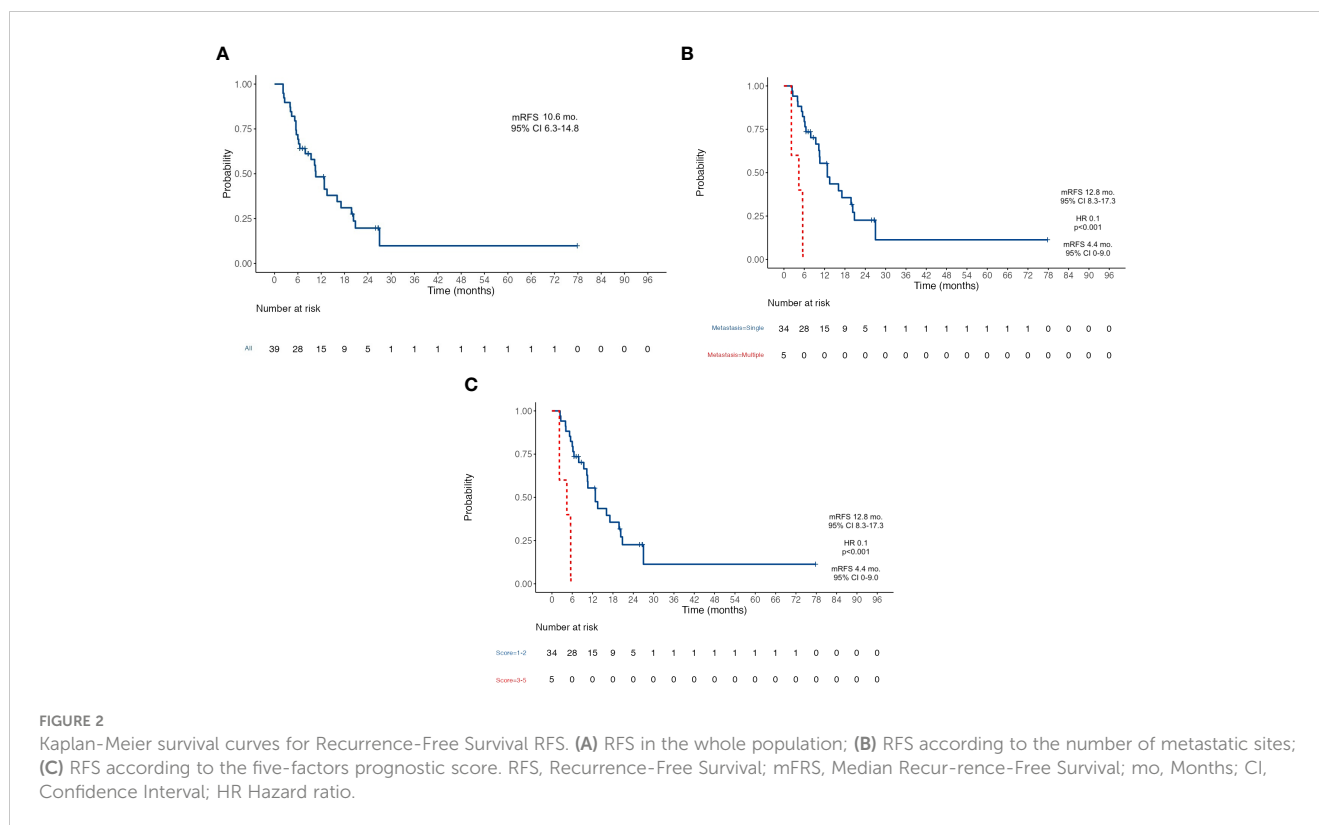 A
1.00
0.75
0.50
0.25
0.00
Probability
mRFS 10.6 mo.
95% CI 6.3-14.8
0 6 12 18 24 30 36 42 48 54 60 66 72 78 84 90 96
Time (months)
Number at risk
All 39 28 15 9 5 1 1 1 1 1 1 1 1 0 0 0 0
B
1.00
0.75
0.50
0.25
0.00
Probability
mRFS 12.8 mo.
95% CI 8.3-17.3
HR 0.1
p<0.001
mRFS 4.4 mo.
95% CI 0-9.0
0 6 12 18 24 30 36 42 48 54 60 66 72 78 84 90 96
Time (months)
Number at risk
Metastasis=Single 34 28 15 9 5 1 1 1 1 1 1 1 1 0 0 0 0
Metastasis=Multiple 5 0 0 0 0 0 0 0 0 0 0 0 0 0 0 0 0
C
1.00
0.75
0.50
0.25
0.00
Probability
mRFS 12.8 mo.
95% CI 8.3-17.3
HR 0.1
p<0.001
mRFS 4.4 mo.
95% CI 0-9.0
0 6 12 18 24 30 36 42 48 54 60 66 72 78 84 90 96
Time (months)
Number at risk
Score=1-2 34 28 15 9 5 1 1 1 1 1 1 1 1 0 0 0 0
Score=3-5 5 0 0 0 0 0 0 0 0 0 0 0 0 0 0 0 0
FIGURE 2
Kaplan-Meier survival curves for Recurrence-Free Survival RFS. (A) RFS in the whole population; (B) RFS according to the number of metastatic sites;
(C) RFS according to the five-factors prognostic score. RFS, Recurrence-Free Survival; mFRS, Median Recur-rence-Free Survival; mo, Months; CI,
Confidence Interval; HR Hazard ratio.